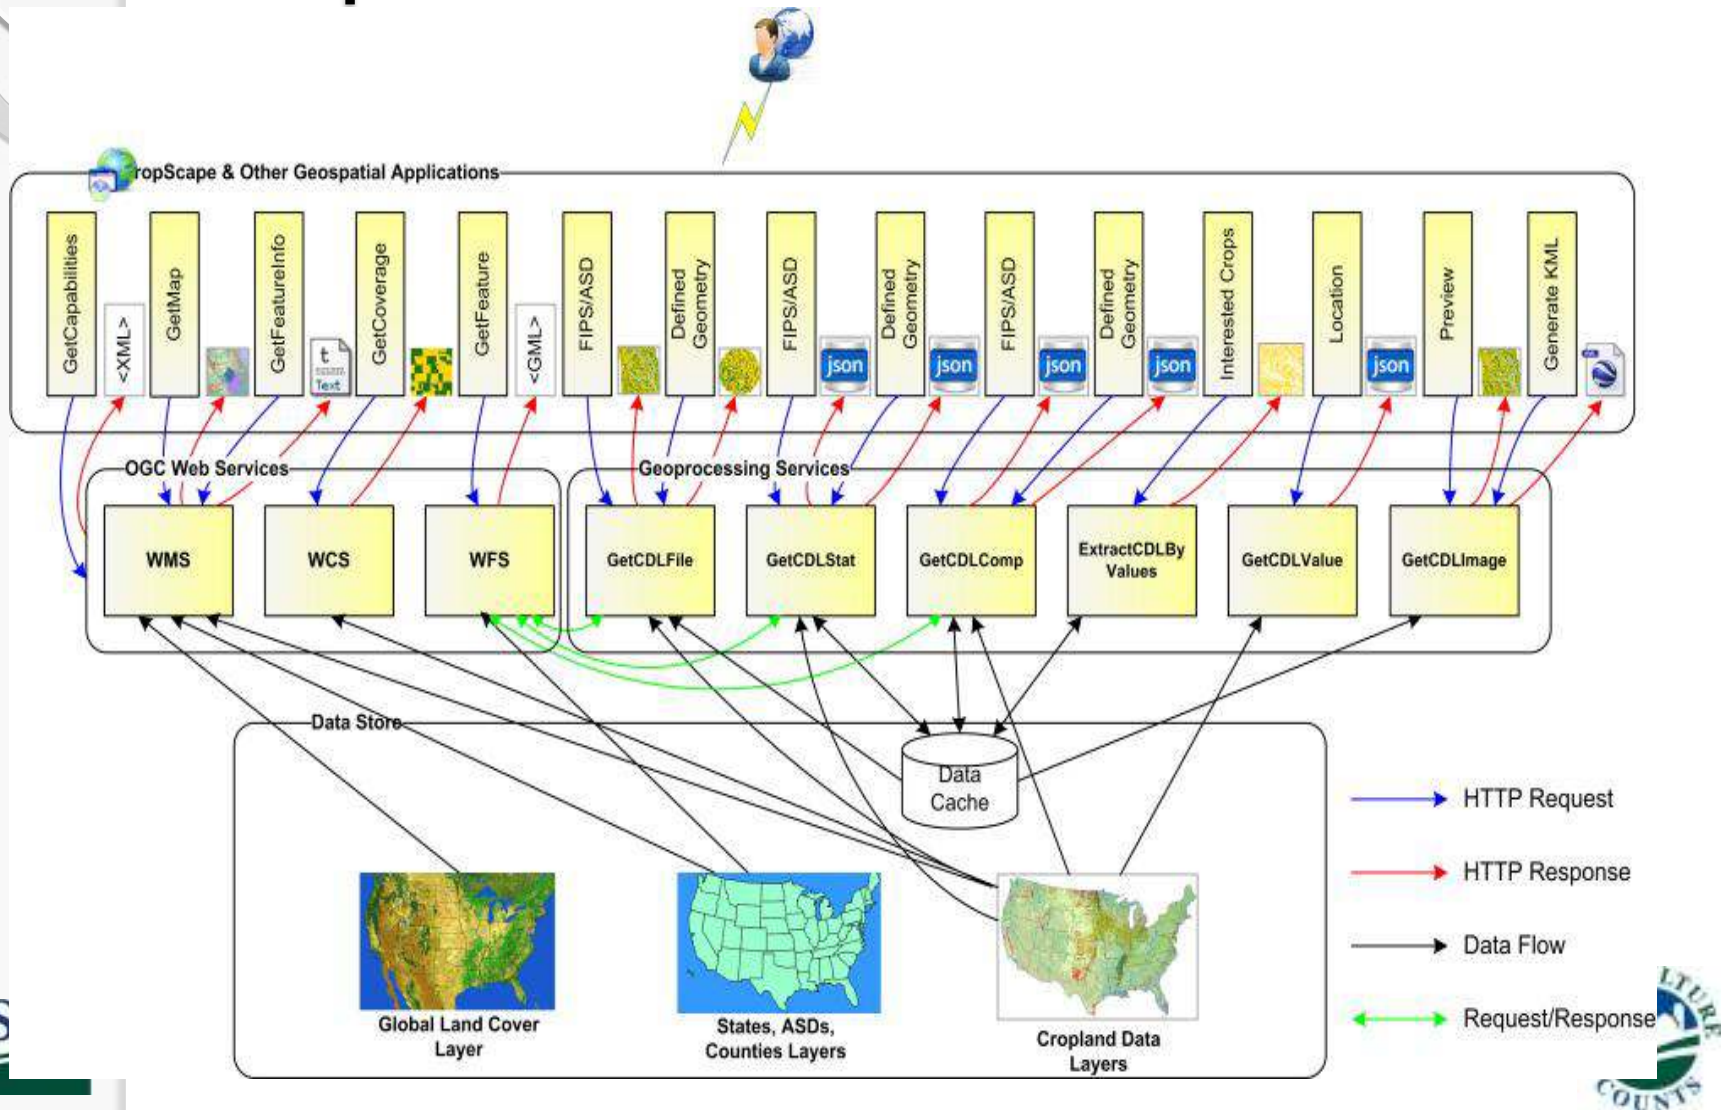 ropScape & Other Geospatial Applications
GetCapabilities
<XML>
GetMap
GetFeatureInfo
t
Text
GetCoverage
GetFeature
<GML>
FIPS/ASD
Defined
Geometry
FIPS/ASD
json
Defined
Geometry
json
FIPS/ASD
json
Defined
Geometry
json
Interested Crops
Location
json
Preview
Generate KML
OGC Web Services
Geoprocessing Services
WMS
WCS
WFS
GetCDLFile
GetCDLStat
GetCDLComp
ExtractCDLBy
Values
GetCDLValue
GetCDLImage
Data Store
Data
Cache
HTTP Request
HTTP Response
Data Flow
Request/Response
Global Land Cover
Layer
States, ASDs,
Counties Layers
Cropland Data
Layers
LTURE
COUNTS